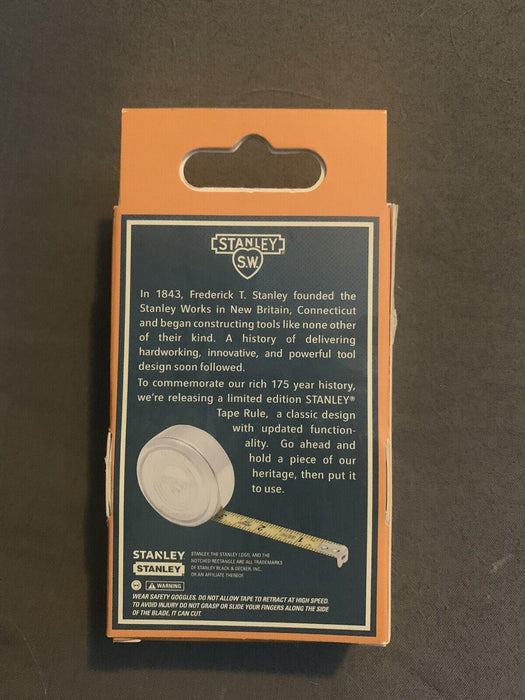 STANLEY
S.W.
In 1843, Frederick T. Stanley founded the
Stanley Works in New Britain, Connecticut
and began constructing tools like none other
of their kind. A history of delivering
hardworking, innovative, and powerful tool
design soon followed.
To commemorate our rich 175 year history,
we're releasing a limited edition STANLEY®
Tape Rule, a classic design
with updated function-
ality. Go ahead and
hold a piece of our
heritage, then put it
to use.
STANLEY
STANLEY
STANLEY, THE STANLEY LOGO, AND THE
NOTCHED RECTANGLE ARE ALL TRADEMARKS
OF STANLEY BLACK & DECKER, INC.
OR AN AFFILIATE THEREOF.
WARNING
WEAR SAFETY GOGGLES. DO NOT ALLOW TAPE TO RETRACT AT HIGH SPEED.
TO AVOID INJURY DO NOT GRASP OR SLIDE YOUR FINGERS ALONG THE SIDE
OF THE BLADE, IT CAN CUT.